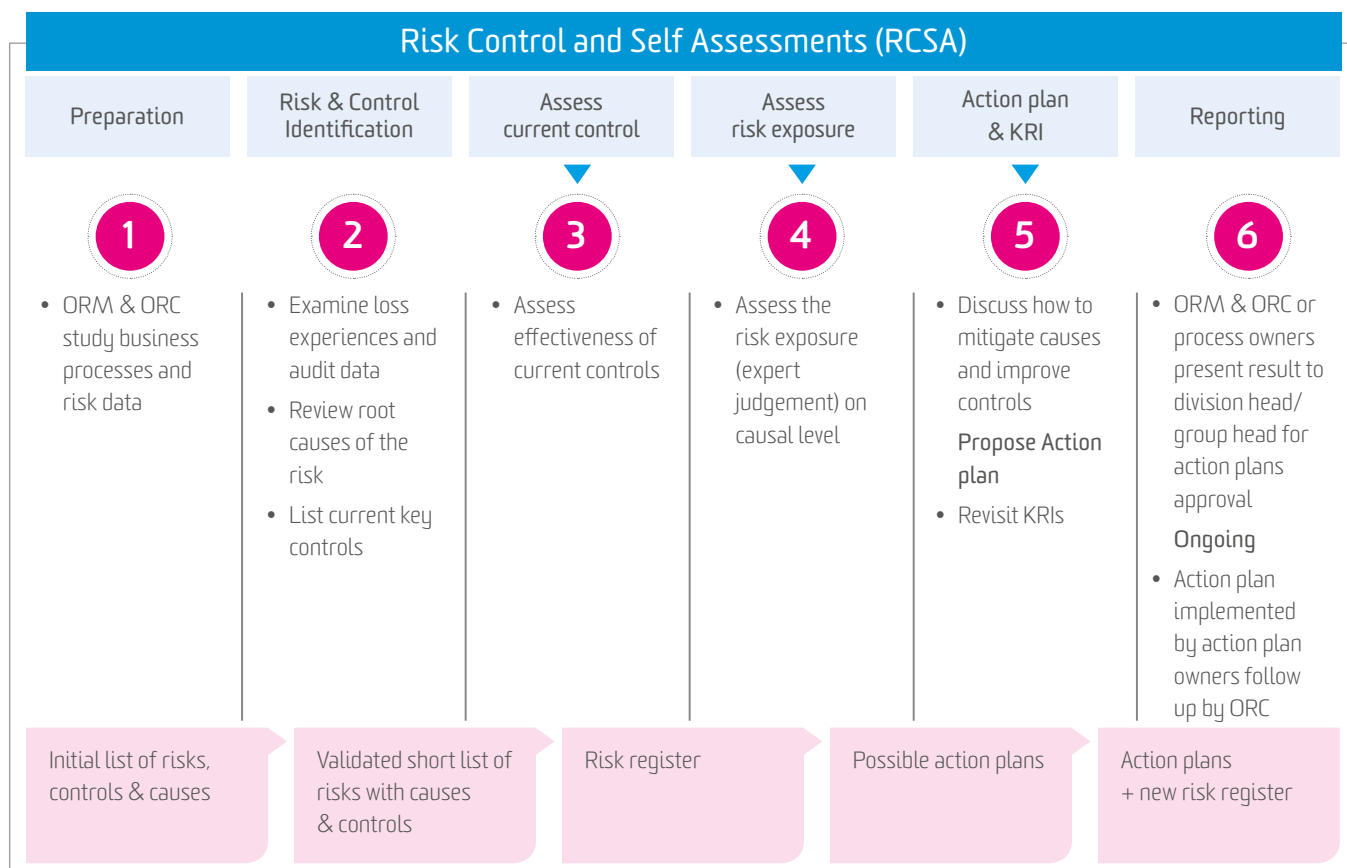 Risk Control and Self Assessments (RCSA)
Preparation
Risk & Control
Identification
Assess
current control
Assess
risk exposure
Action plan
& KRI
Reporting
1
2
3
4
5
6
• ORM & ORC
study business
processes and
risk data
• Examine loss
experiences and
audit data
• Review root
causes of the
risk
• List current key
controls
• Assess
effectiveness of
current controls
• Assess the
risk exposure
(expert
judgement) on
causal level
• Discuss how to
mitigate causes
and improve
controls
Propose Action
plan
• Revisit KRIs
• ORM & ORC or
process owners
present result to
division head/
group head for
action plans
approval
Ongoing
• Action plan
implemented
by action plan
owners follow
up by ORC
Initial list of risks,
controls & causes
Validated short list of
risks with causes
& controls
Risk register
Possible action plans
Action plans
+ new risk register